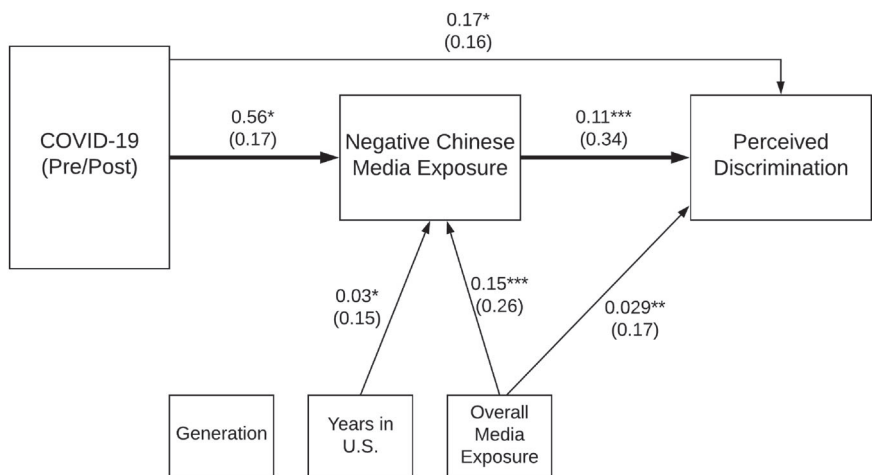 0.17*
(0.16)
COVID-19
(Pre/Post)
0.56*
(0.17)
Negative Chinese
Media Exposure
0.11***
(0.34)
Perceived
Discrimination
0.03*
(0.15)
0.15***
(0.26)
0.029**
(0.17)
Generation
Years in
U.S.
Overall
Media
Exposure